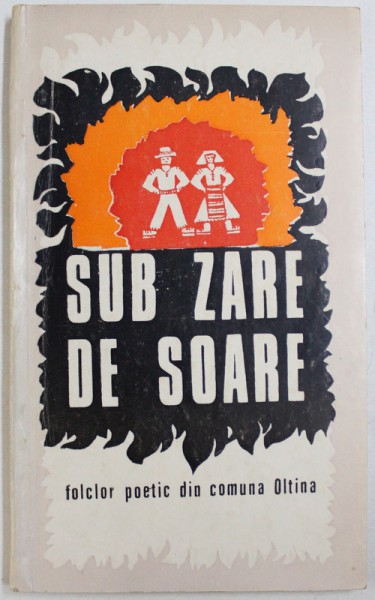 SUB ZARE
DE SOARE
folclor poetic din comuna Oltina